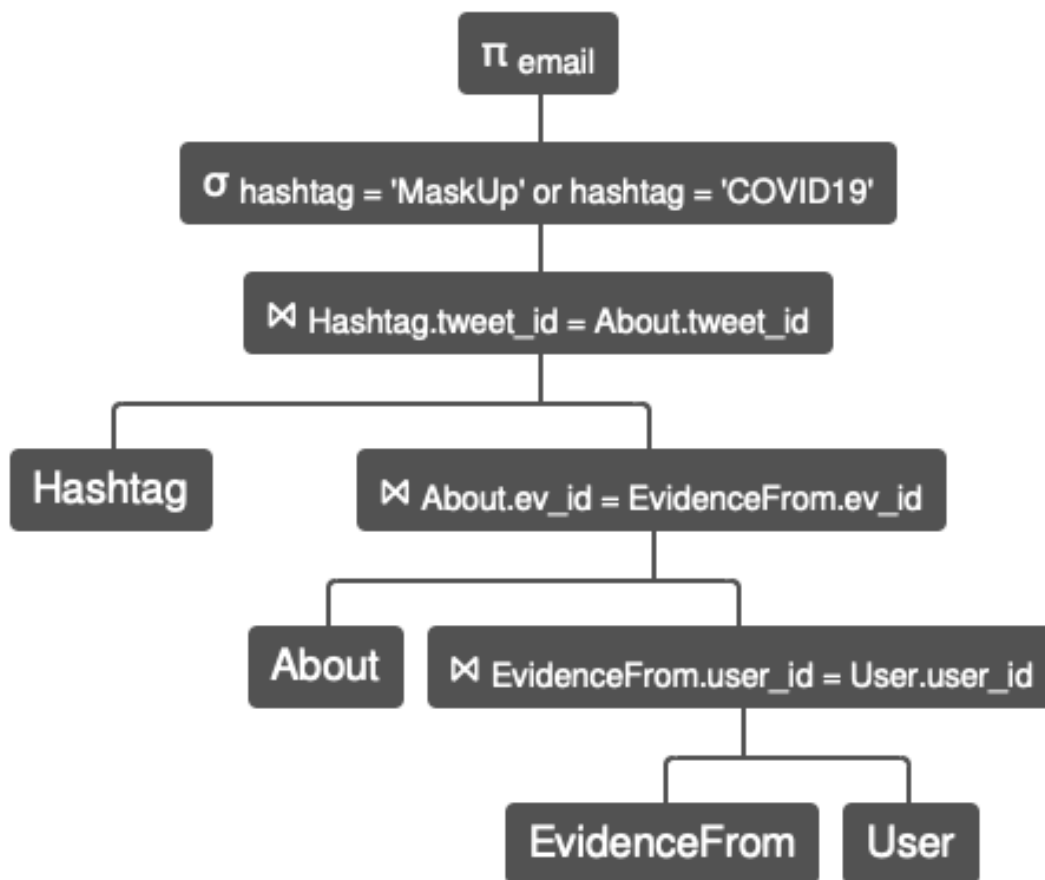 π email
σ hashtag = 'MaskUp' or hashtag = 'COVID19'
⋈ Hashtag.tweet_id = About.tweet_id
Hashtag
⋈ About.ev_id = EvidenceFrom.ev_id
About
⋈ EvidenceFrom.user_id = User.user_id
EvidenceFrom
User